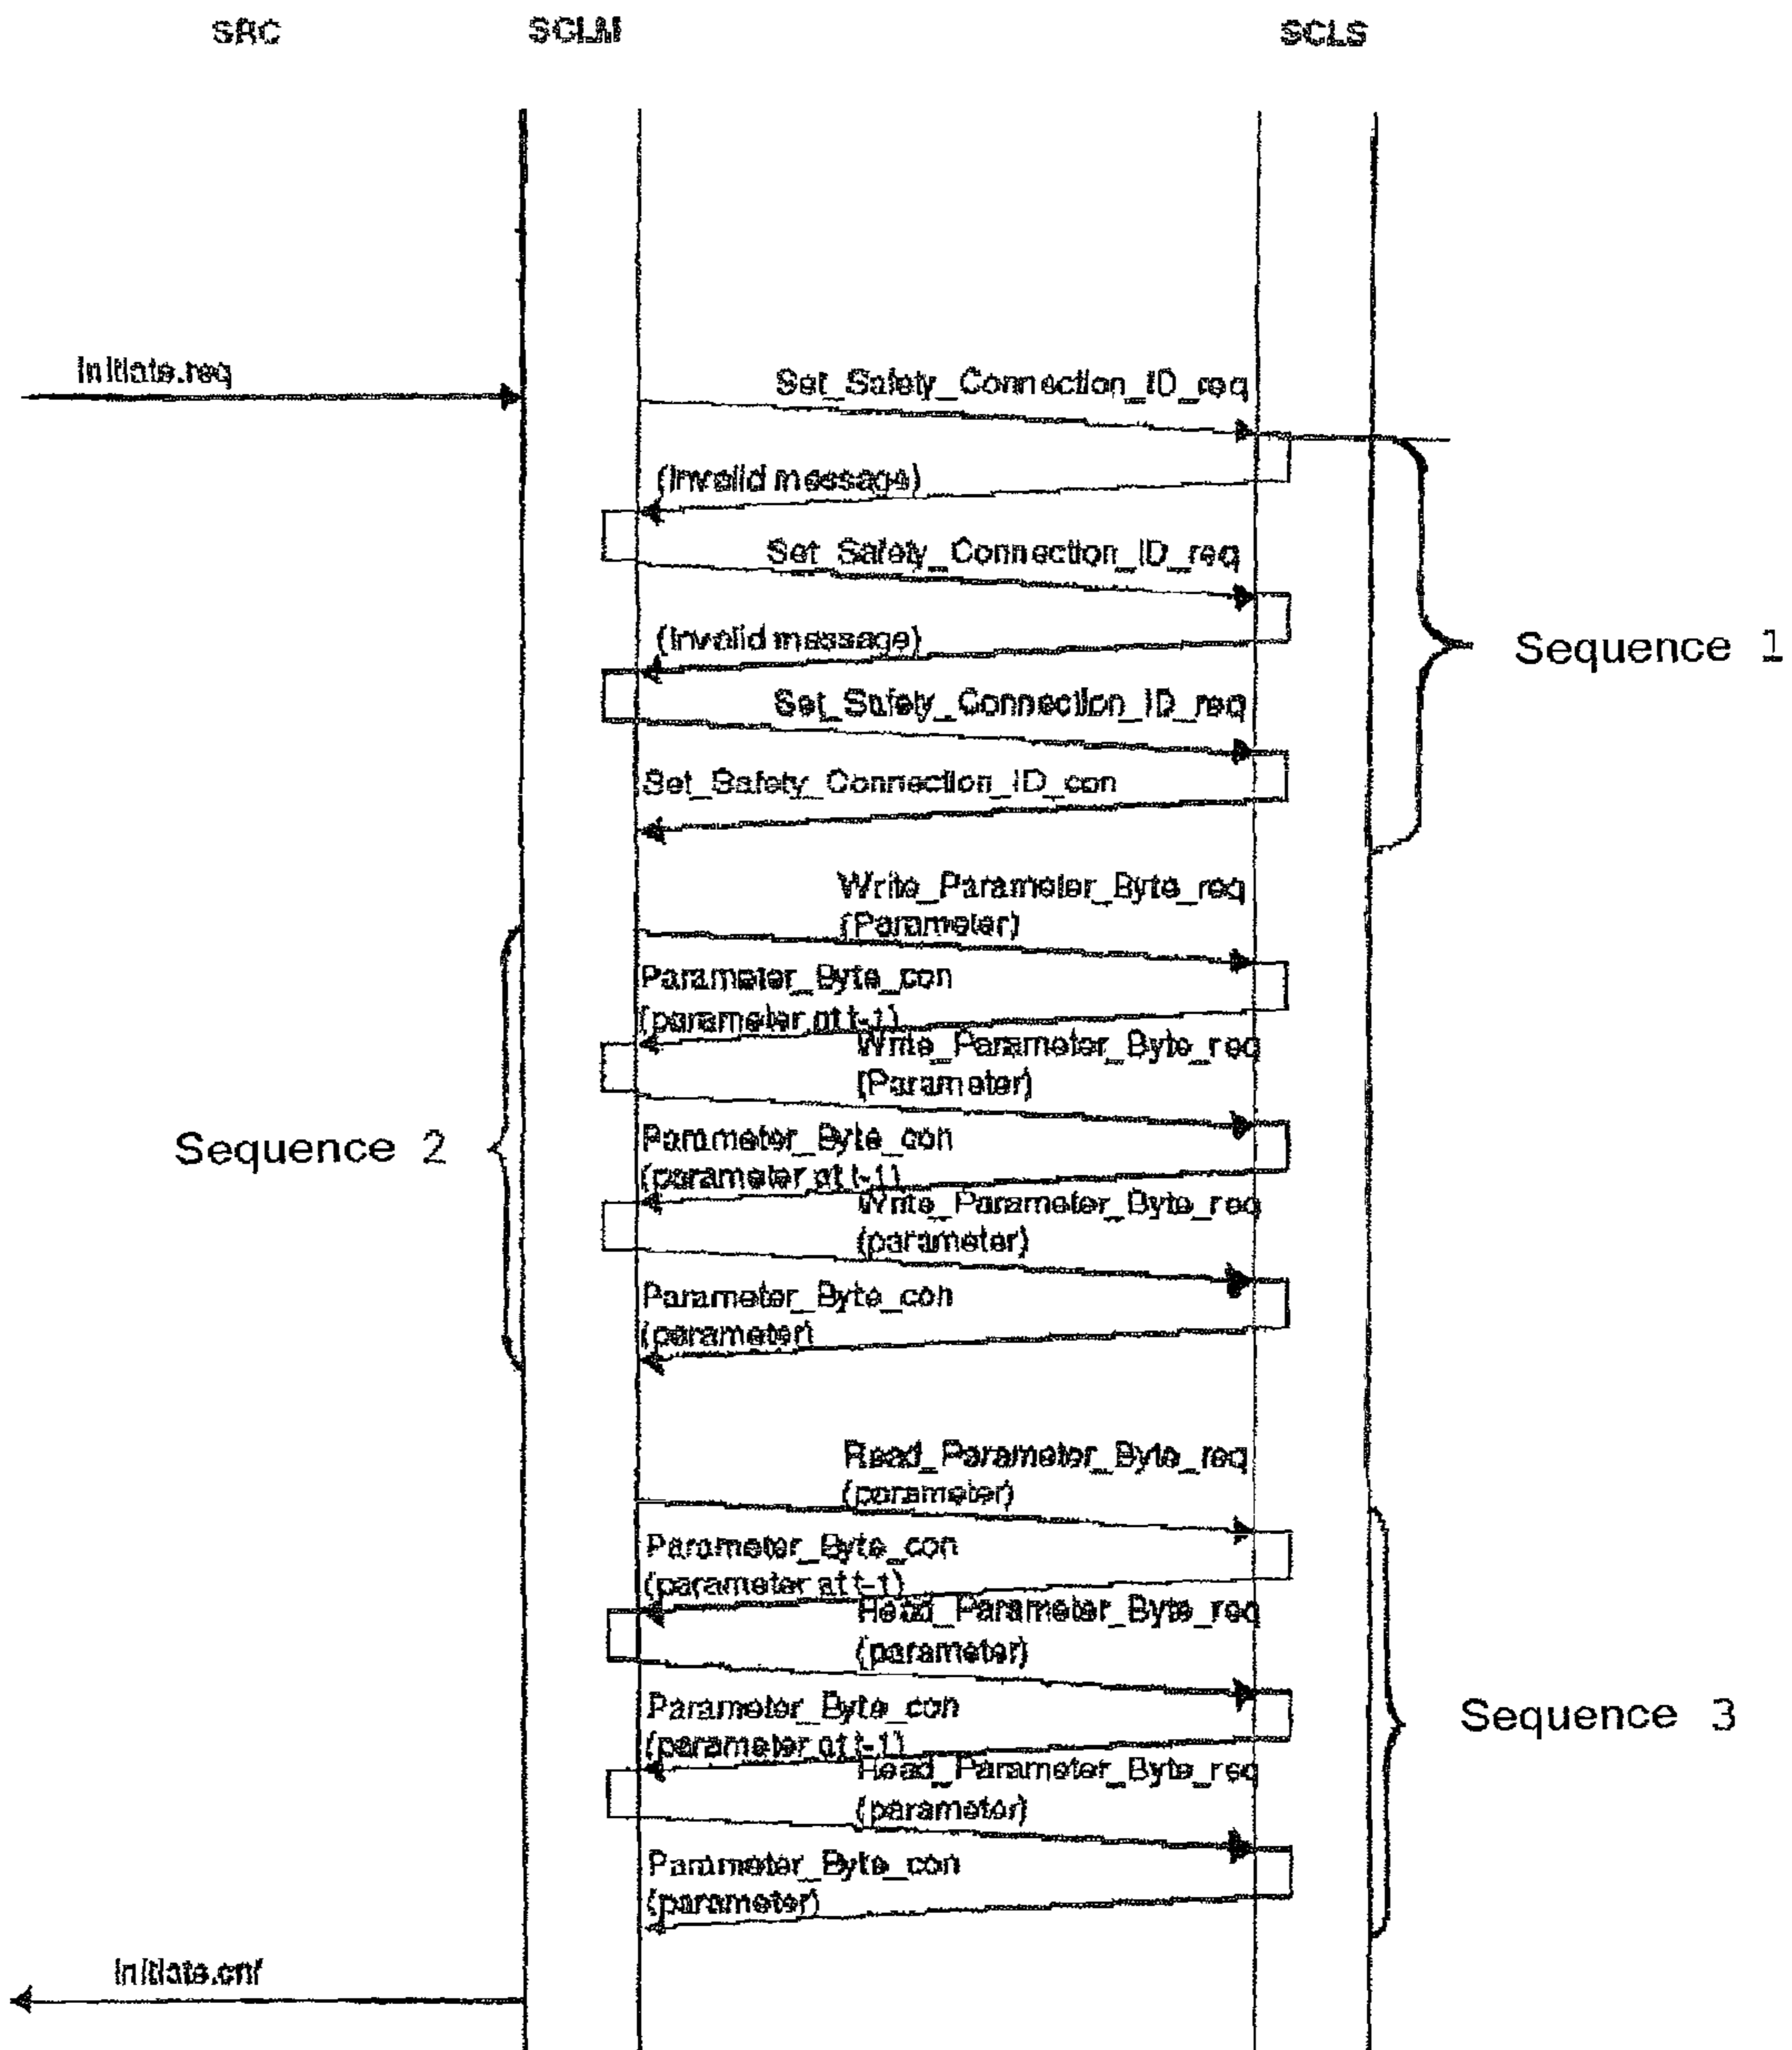 SRC SCLM SCLS
Initiate.req
Set_Safety_Connection_ID_req
(Invalid message)
Set_Safety_Connection_ID_req
(Invalid message)
Sequence 1
Set_Safety_Connection_ID_req
Set_Safety_Connection_ID_con
Write_Parameter_Byte_req
(Parameter)
Parameter_Byte_con
(parameter at t-1)
Write_Parameter_Byte_req
(Parameter)
Sequence 2
Parameter_Byte_con
(parameter at t-1)
Write_Parameter_Byte_req
(parameter)
Parameter_Byte_con
(parameter)
Read_Parameter_Byte_req
(parameter)
Parameter_Byte_con
(parameter at t-1)
Read_Parameter_Byte_req
(parameter)
Parameter_Byte_con
(parameter at t-1)
Sequence 3
Read_Parameter_Byte_req
(parameter)
Parameter_Byte_con
(parameter)
Initiate.cnf